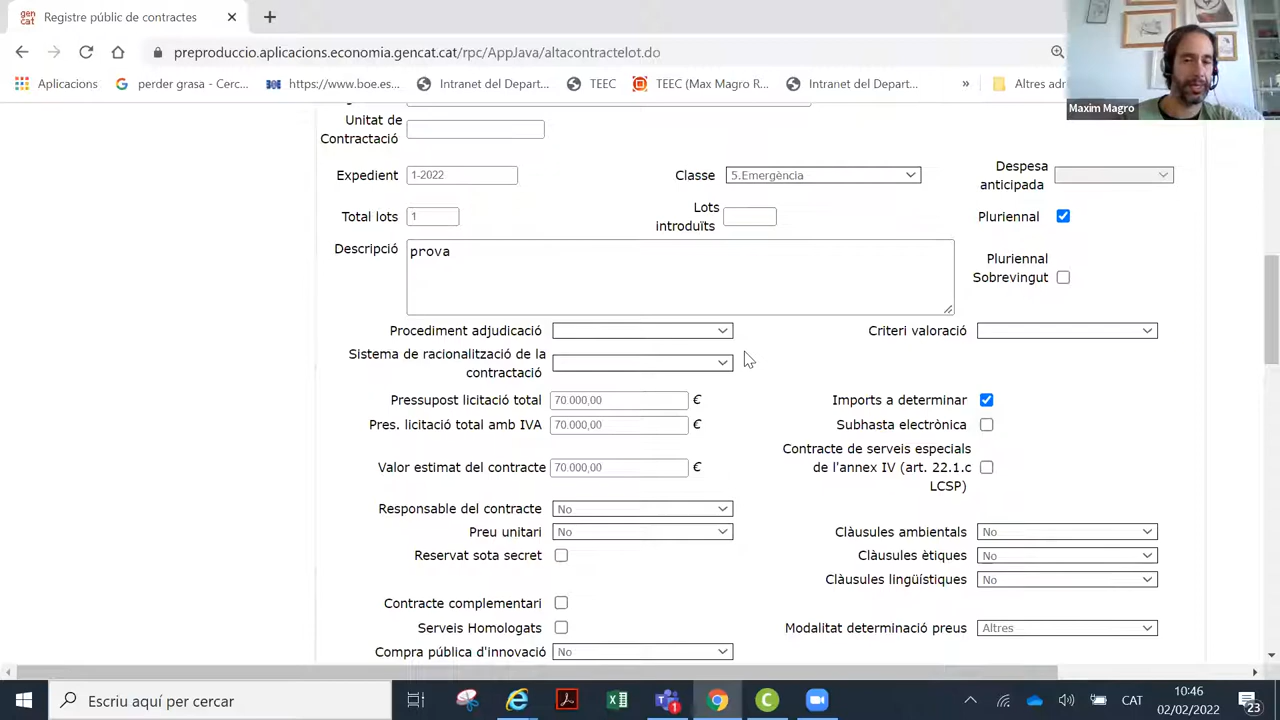 gen
cat
Registre públic de contractes
preproduccio.aplicacions.economia.gencat.cat/rpc/AppJava/altacontractelot.do
Aplicacions
perder grasa - Cerc...
https://www.boe.es...
Intranet del Depart...
TEEC
TEEC (Max Magro R...
Intranet del Depart...
»
Altres adr
Maxim Magro
Unitat de
Contractació
Expedient 1-2022
Classe 5.Emergència
Despesa
anticipada
Total lots 1
Lots
introduïts
Pluriennal
Descripció prova
Pluriennal
Sobrevingut
Procediment adjudicació
Criteri valoració
Sistema de racionalització de la
contractació
Pressupost licitació total 70.000,00 €
Imports a determinar
Pres. licitació total amb IVA 70.000,00 €
Subhasta electrònica
Contracte de serveis especials
de l'annex IV (art. 22.1.c
LCSP)
Valor estimat del contracte 70.000,00 €
Responsable del contracte No
Preu unitari No
Clàusules ambientals No
Reservat sota secret
Clàusules ètiques No
Clàusules lingüístiques No
Contracte complementari
Serveis Homologats
Modalitat determinació preus Altres
Compra pública d'innovació No
Escriu aquí per cercar
CAT
10:46
02/02/2022
23